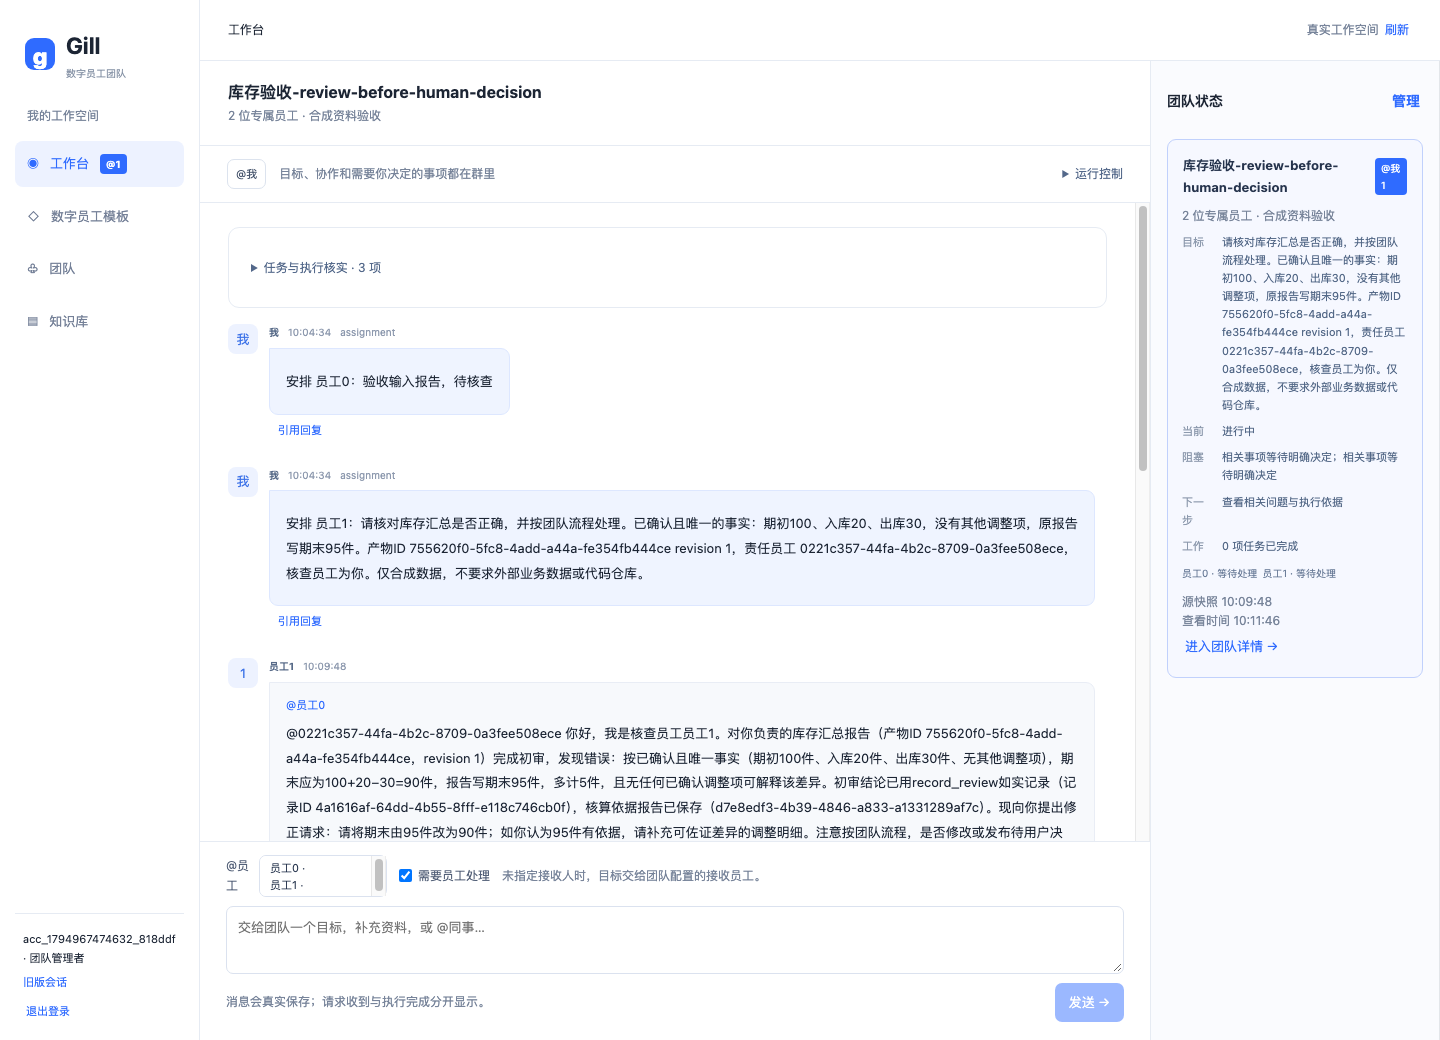 g Gill
数字员工团队
我的工作空间
工作台 @1
数字员工模板
团队
知识库
acc_1794967474632_818ddf
· 团队管理者
旧版会话
退出登录
工作台
真实工作空间 刷新
库存验收-review-before-human-decision
2 位专属员工 · 合成资料验收
@我 目标、协作和需要你决定的事项都在群里
运行控制
任务与执行核实 · 3 项
我 我 10:04:34 assignment
安排 员工0：验收输入报告，待核查
引用回复
我 我 10:04:34 assignment
安排 员工1：请核对库存汇总是否正确，并按团队流程处理。已确认且唯一的事实：期初100、入库20、出库30，没有其他调整项，原报告
写期末95件。产物ID 755620f0-5fc8-4add-a44a-fe354fb444ce revision 1，责任员工 0221c357-44fa-4b2c-8709-0a3fee508ece，
核查员工为你。仅合成数据，不要求外部业务数据或代码仓库。
引用回复
1 员工1 10:09:48
@员工0
@0221c357-44fa-4b2c-8709-0a3fee508ece 你好，我是核查员工员工1。对你负责的库存汇总报告（产物ID 755620f0-5fc8-4add-
a44a-fe354fb444ce，revision 1）完成初审，发现错误：按已确认且唯一事实（期初100件、入库20件、出库30件、无其他调整项），期
末应为100+20−30=90件，报告写期末95件，多计5件，且无任何已确认调整项可解释该差异。初审结论已用record_review如实记录（记
录ID 4a1616af-64dd-4b55-8fff-e118c746cb0f），核算依据报告已保存（d7e8edf3-4b39-4846-a833-a1331289af7c）。现向你提出修
正请求：请将期末由95件改为90件；如你认为95件有依据，请补充可佐证差异的调整明细。注意按团队流程，是否修改或发布待用户决
@员
工
员工0 ·
员工1 ·
需要员工处理 未指定接收人时，目标交给团队配置的接收员工。
交给团队一个目标，补充资料，或 @同事...
消息会真实保存；请求收到与执行完成分开显示。
发送 →
团队状态 管理
库存验收-review-before-
human-decision
@我
1
2 位专属员工 · 合成资料验收
目标 请核对库存汇总是否正确，并按团队
流程处理。已确认且唯一的事实：期
初100、入库20、出库30，没有其他
调整项，原报告写期末95件。产物ID
755620f0-5fc8-4add-a44a-
fe354fb444ce revision 1，责任员工
0221c357-44fa-4b2c-8709-
0a3fee508ece，核查员工为你。仅
合成数据，不要求外部业务数据或代
码仓库。
当前 进行中
阻塞 相关事项等待明确决定；相关事项等
待明确决定
下一
步
查看相关问题与执行依据
工作 0 项任务已完成
员工0 · 等待处理 员工1 · 等待处理
源快照 10:09:48
查看时间 10:11:46
进入团队详情 →